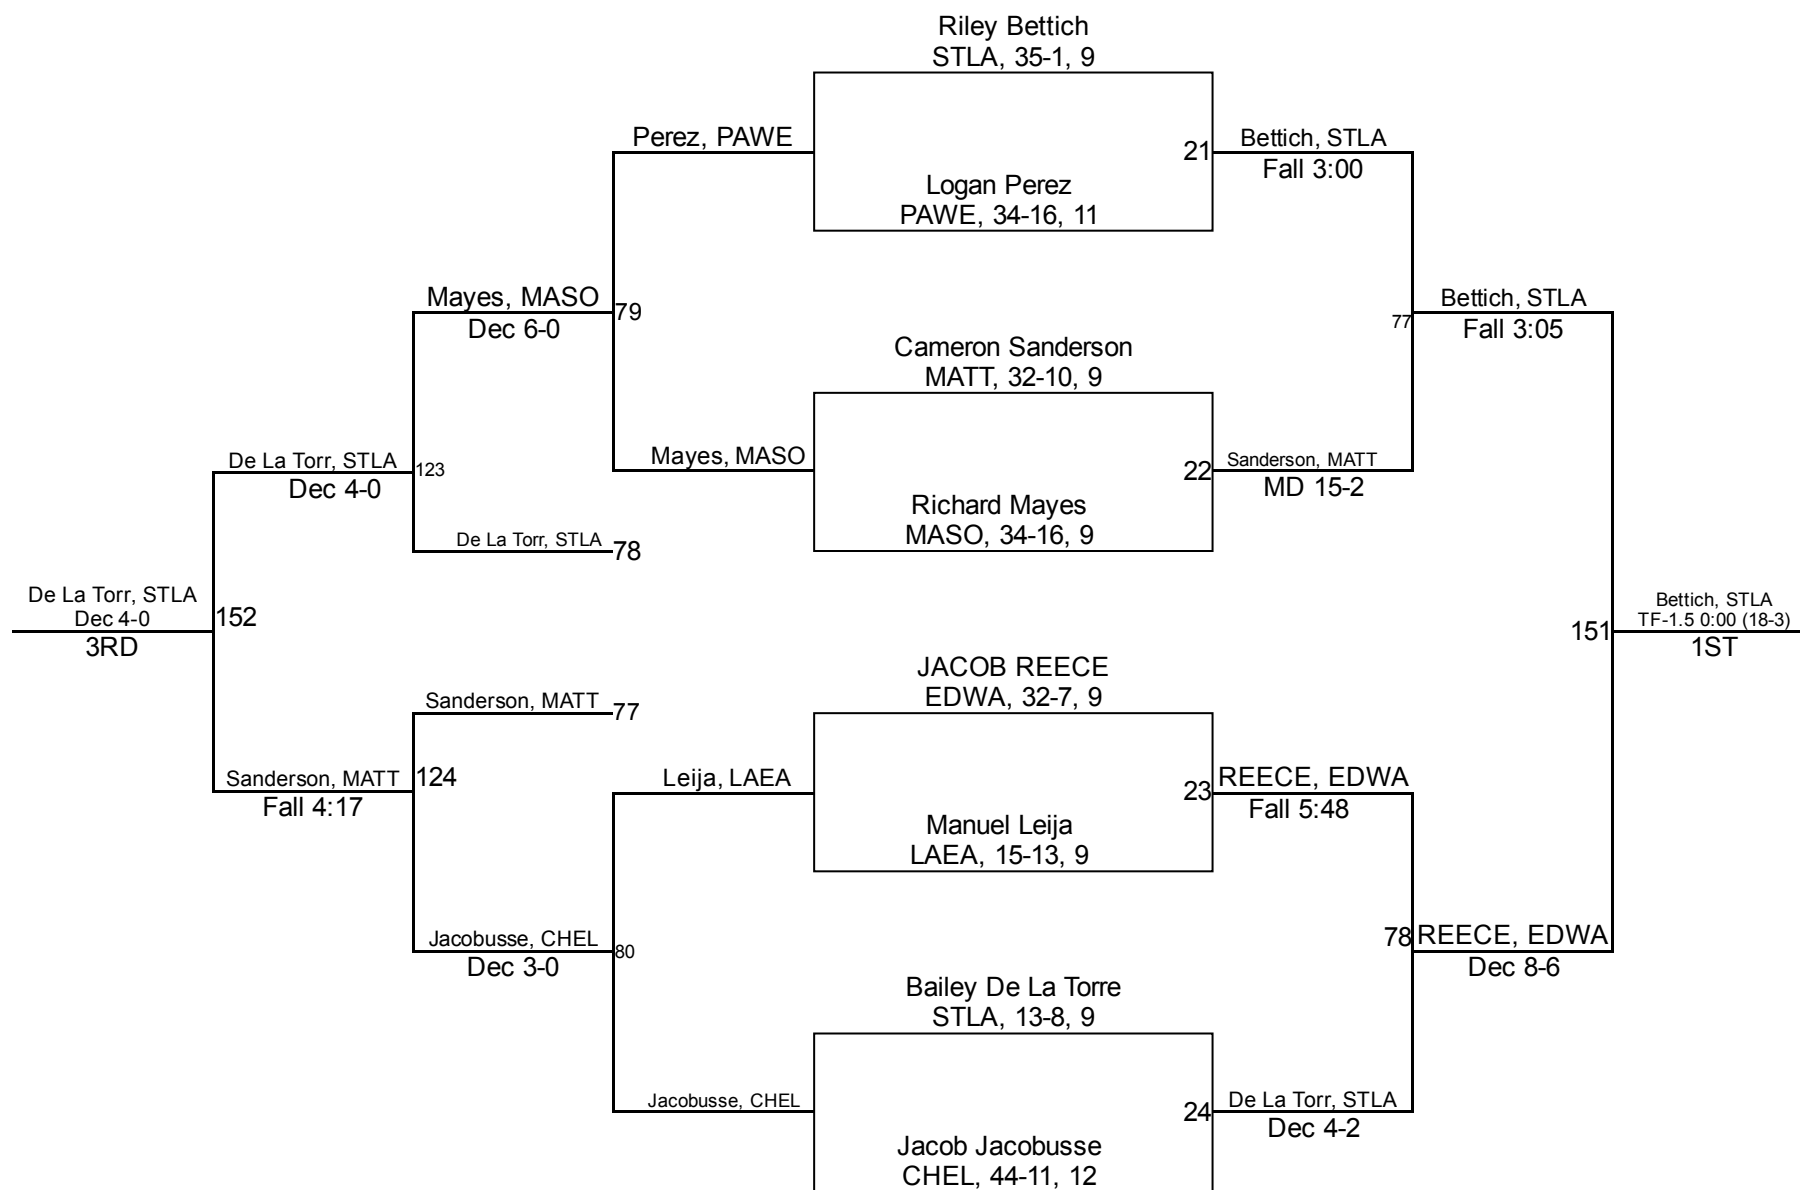 Riley Bettich
STLA, 35-1, 9
Perez, PAWE
21
Bettich, STLA
Fall 3:00
Logan Perez
PAWE, 34-16, 11
Mayes, MASO
Dec 6-0
79
77
Bettich, STLA
Fall 3:05
Cameron Sanderson
MATT, 32-10, 9
De La Torr, STLA
Dec 4-0
123
Mayes, MASO
22
Sanderson, MATT
MD 15-2
Richard Mayes
MASO, 34-16, 9
De La Torr, STLA
78
De La Torr, STLA
Dec 4-0
3RD
152
151
Bettich, STLA
TF-1.5 0:00 (18-3)
1ST
JACOB REECE
EDWA, 32-7, 9
Sanderson, MATT
77
Sanderson, MATT
Fall 4:17
124
Leija, LAEA
23
REECE, EDWA
Fall 5:48
Manuel Leija
LAEA, 15-13, 9
Jacobusse, CHEL
Dec 3-0
80
78
REECE, EDWA
Dec 8-6
Bailey De La Torre
STLA, 13-8, 9
Jacobusse, CHEL
24
De La Torr, STLA
Dec 4-2
Jacob Jacobusse
CHEL, 44-11, 12